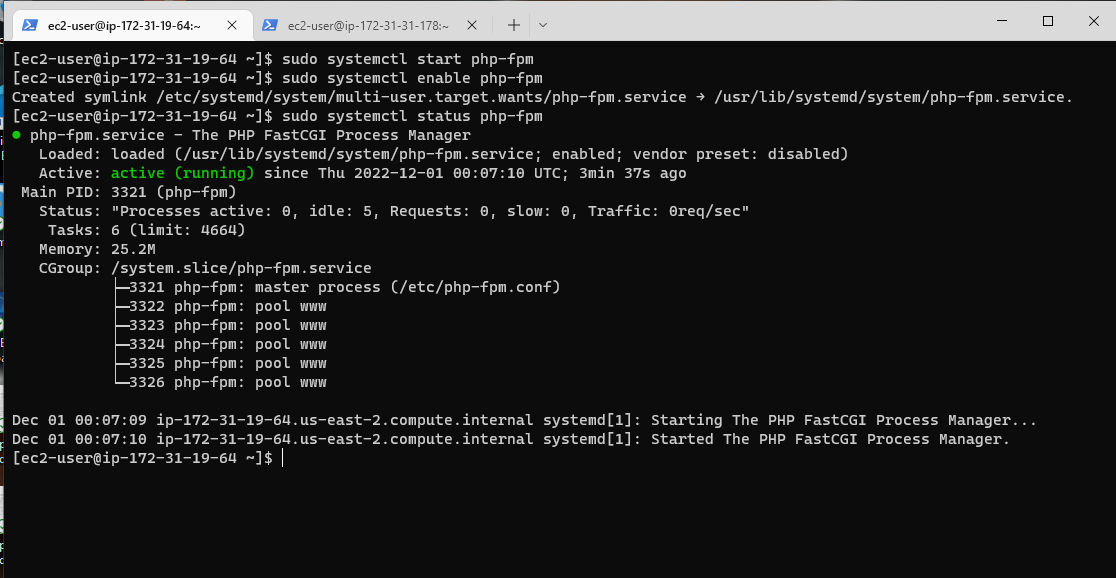 ec2-user@ip-172-31-19-64:~
ec2-user@ip-172-31-31-178:~
[ec2-user@ip-172-31-19-64 ~]$ sudo systemctl start php-fpm
[ec2-user@ip-172-31-19-64 ~]$ sudo systemctl enable php-fpm
Created symlink /etc/systemd/system/multi-user.target.wants/php-fpm.service → /usr/lib/systemd/system/php-fpm.service.
[ec2-user@ip-172-31-19-64 ~]$ sudo systemctl status php-fpm
● php-fpm.service - The PHP FastCGI Process Manager
Loaded: loaded (/usr/lib/systemd/system/php-fpm.service; enabled; vendor preset: disabled)
Active: active (running) since Thu 2022-12-01 00:07:10 UTC; 3min 37s ago
Main PID: 3321 (php-fpm)
Status: "Processes active: 0, idle: 5, Requests: 0, slow: 0, Traffic: 0req/sec"
Tasks: 6 (limit: 4664)
Memory: 25.2M
CGroup: /system.slice/php-fpm.service
├─3321 php-fpm: master process (/etc/php-fpm.conf)
├─3322 php-fpm: pool www
├─3323 php-fpm: pool www
├─3324 php-fpm: pool www
├─3325 php-fpm: pool www
└─3326 php-fpm: pool www
Dec 01 00:07:09 ip-172-31-19-64.us-east-2.compute.internal systemd[1]: Starting The PHP FastCGI Process Manager...
Dec 01 00:07:10 ip-172-31-19-64.us-east-2.compute.internal systemd[1]: Started The PHP FastCGI Process Manager.
[ec2-user@ip-172-31-19-64 ~]$